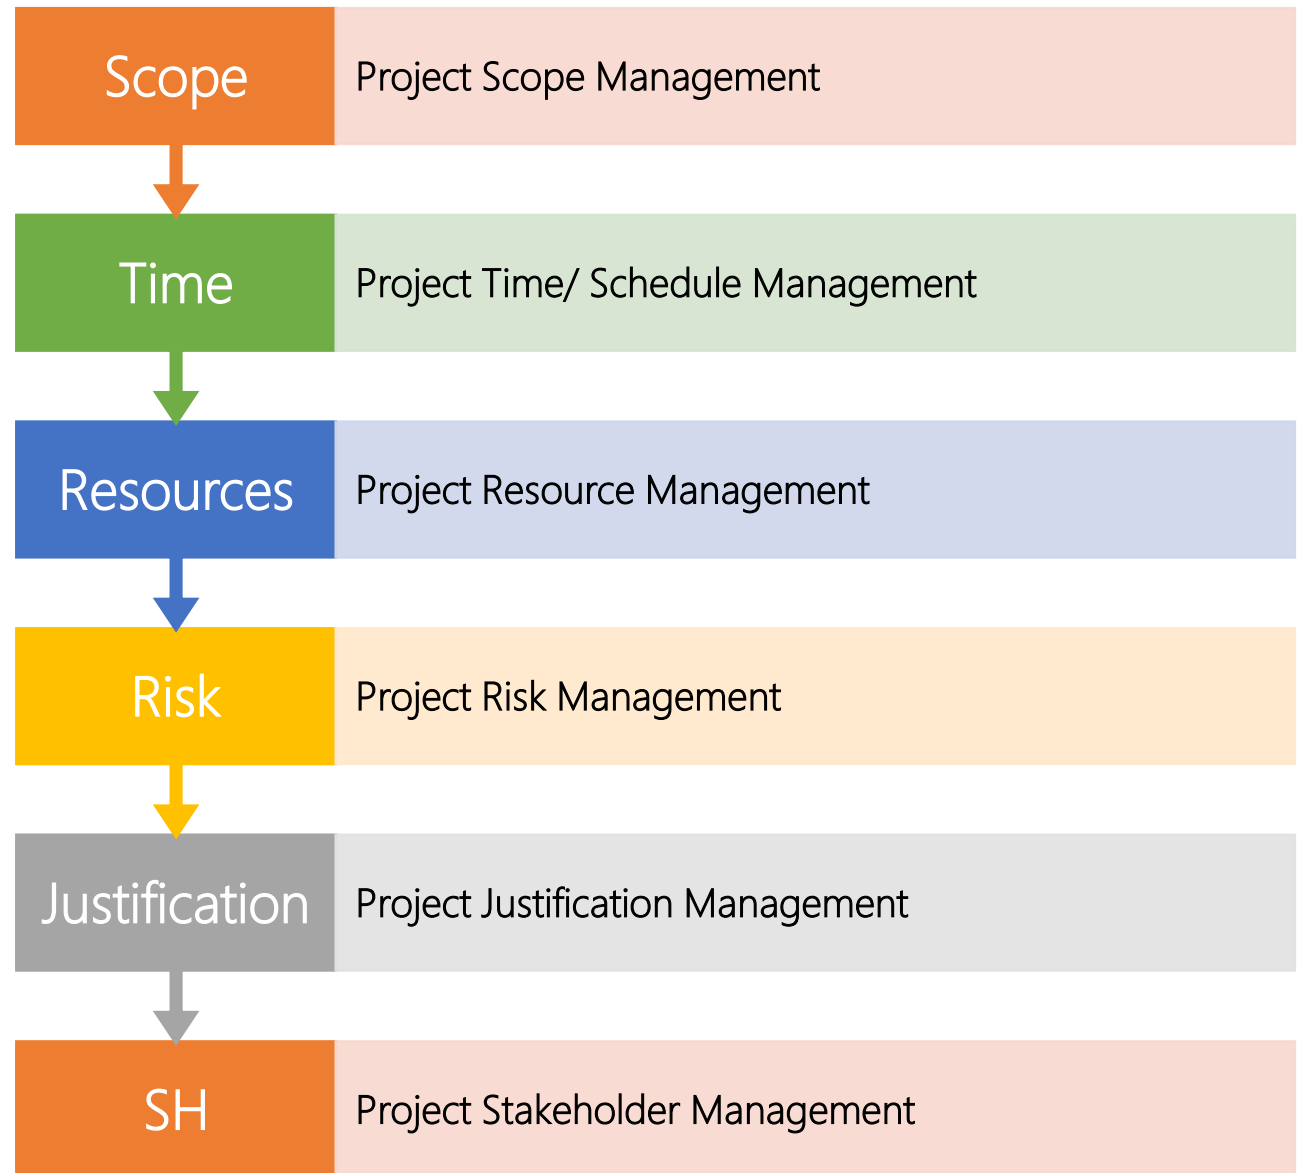 Scope
Project Scope Management
Time
Project Time/ Schedule Management
Resources
Project Resource Management
Risk
Project Risk Management
Justification
Project Justification Management
SH
Project Stakeholder Management